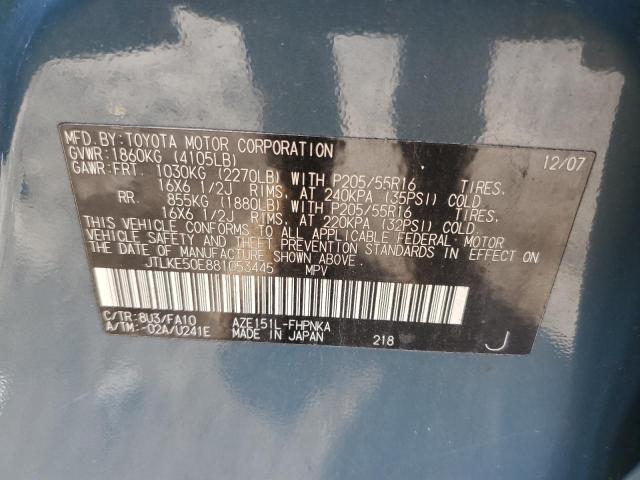 MFD.BY:TOYOTA MOTOR CORPORATION 12/07
GVWR:1860KG (4105LB)
GAWR:FRT. 1030KG (2270LB) WITH P205/55R16 TIRES,
16X6 1/2J RIMS, AT 240KPA (35PSI) COLD
RR. 855KG (1880LB) WITH P205/55R16 TIRES,
16X6 1/2J RIMS, AT 220KPA (32PSI) COLD
THIS VEHICLE CONFORMS TO ALL APPLICABLE FEDERAL MOTOR
VEHICLE SAFETY STANDARDS IN EFFECT ON
THE DATE OF MANUFACTURE SHOWN ABOVE.
JTLKE50E881053445 MPV
C/TR:8U3/FA10 AZE151L-FHPNKA
A/TM:-02A/U241E MADE IN JAPAN 218 J